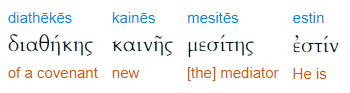 diathēkēs kainēs mesitēs estin
διαθήκης καινῆς μεσίτης ἐστίν
of a covenant new [the] mediator He is